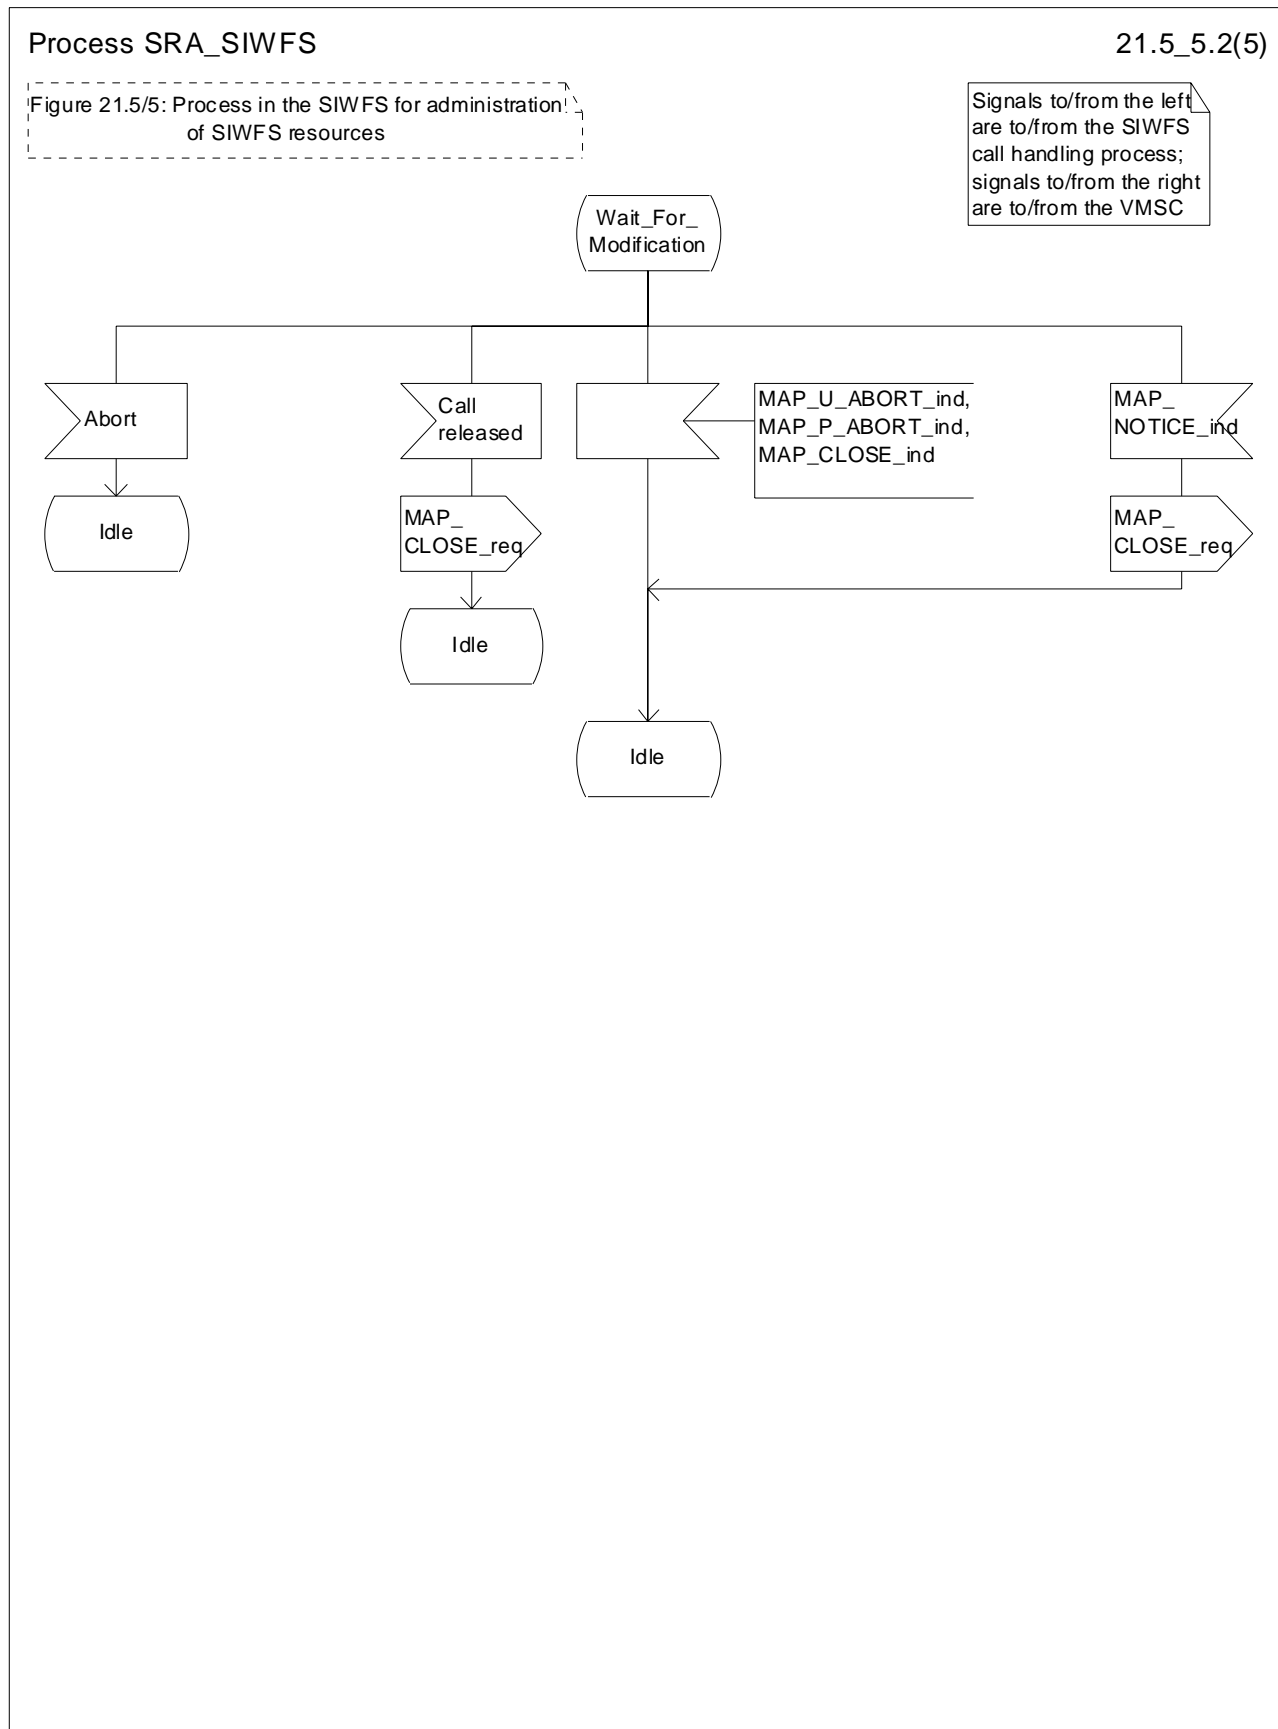 Process SRA_SIWFS
21.5_5.2(5)
Figure 21.5/5: Process in the SIWFS for administration
of SIWFS resources
Signals to/from the left
are to/from the SIWFS
call handling process;
signals to/from the right
are to/from the VMSC
Wait_For_
Modification
Abort
Call
released
MAP_U_ABORT_ind,
MAP_P_ABORT_ind,
MAP_CLOSE_ind
MAP_
NOTICE_ind
Idle
MAP_
CLOSE_req
MAP_
CLOSE_req
Idle
Idle